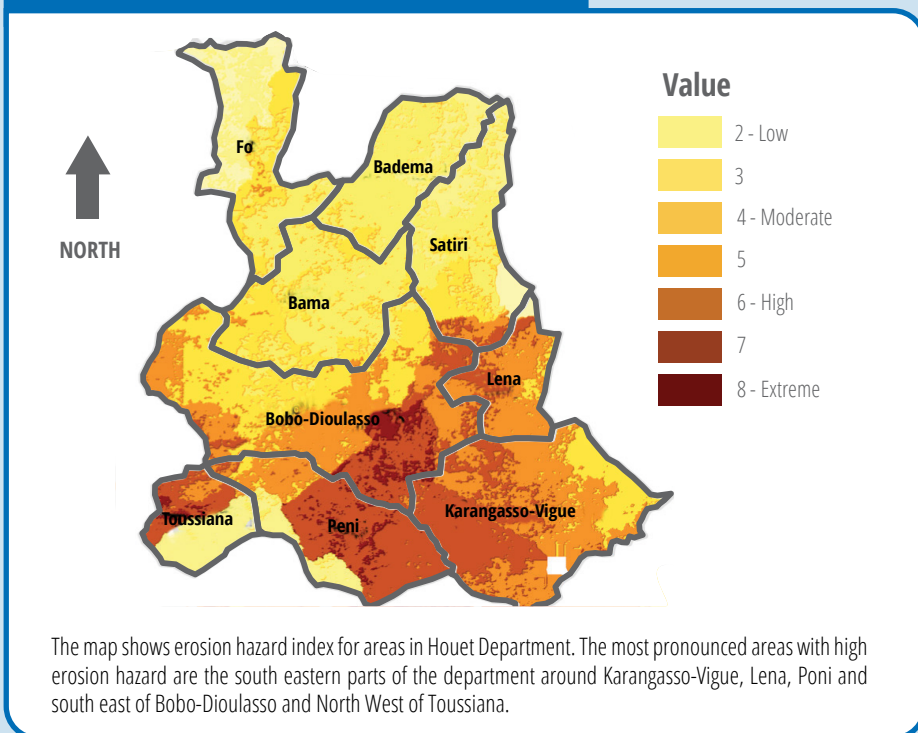 Value
2 - Low
3
4 - Moderate
5
6 - High
7
8 - Extreme
NORTH
Fo
Badema
Satiri
Bama
Lena
Bobo-Dioulasso
Karangasso-Vigue
Toussiana
Peni
The map shows erosion hazard index for areas in Houet Department. The most pronounced areas with high
erosion hazard are the south eastern parts of the department around Karangasso-Vigue, Lena, Poni and
south east of Bobo-Dioulasso and North West of Toussiana.